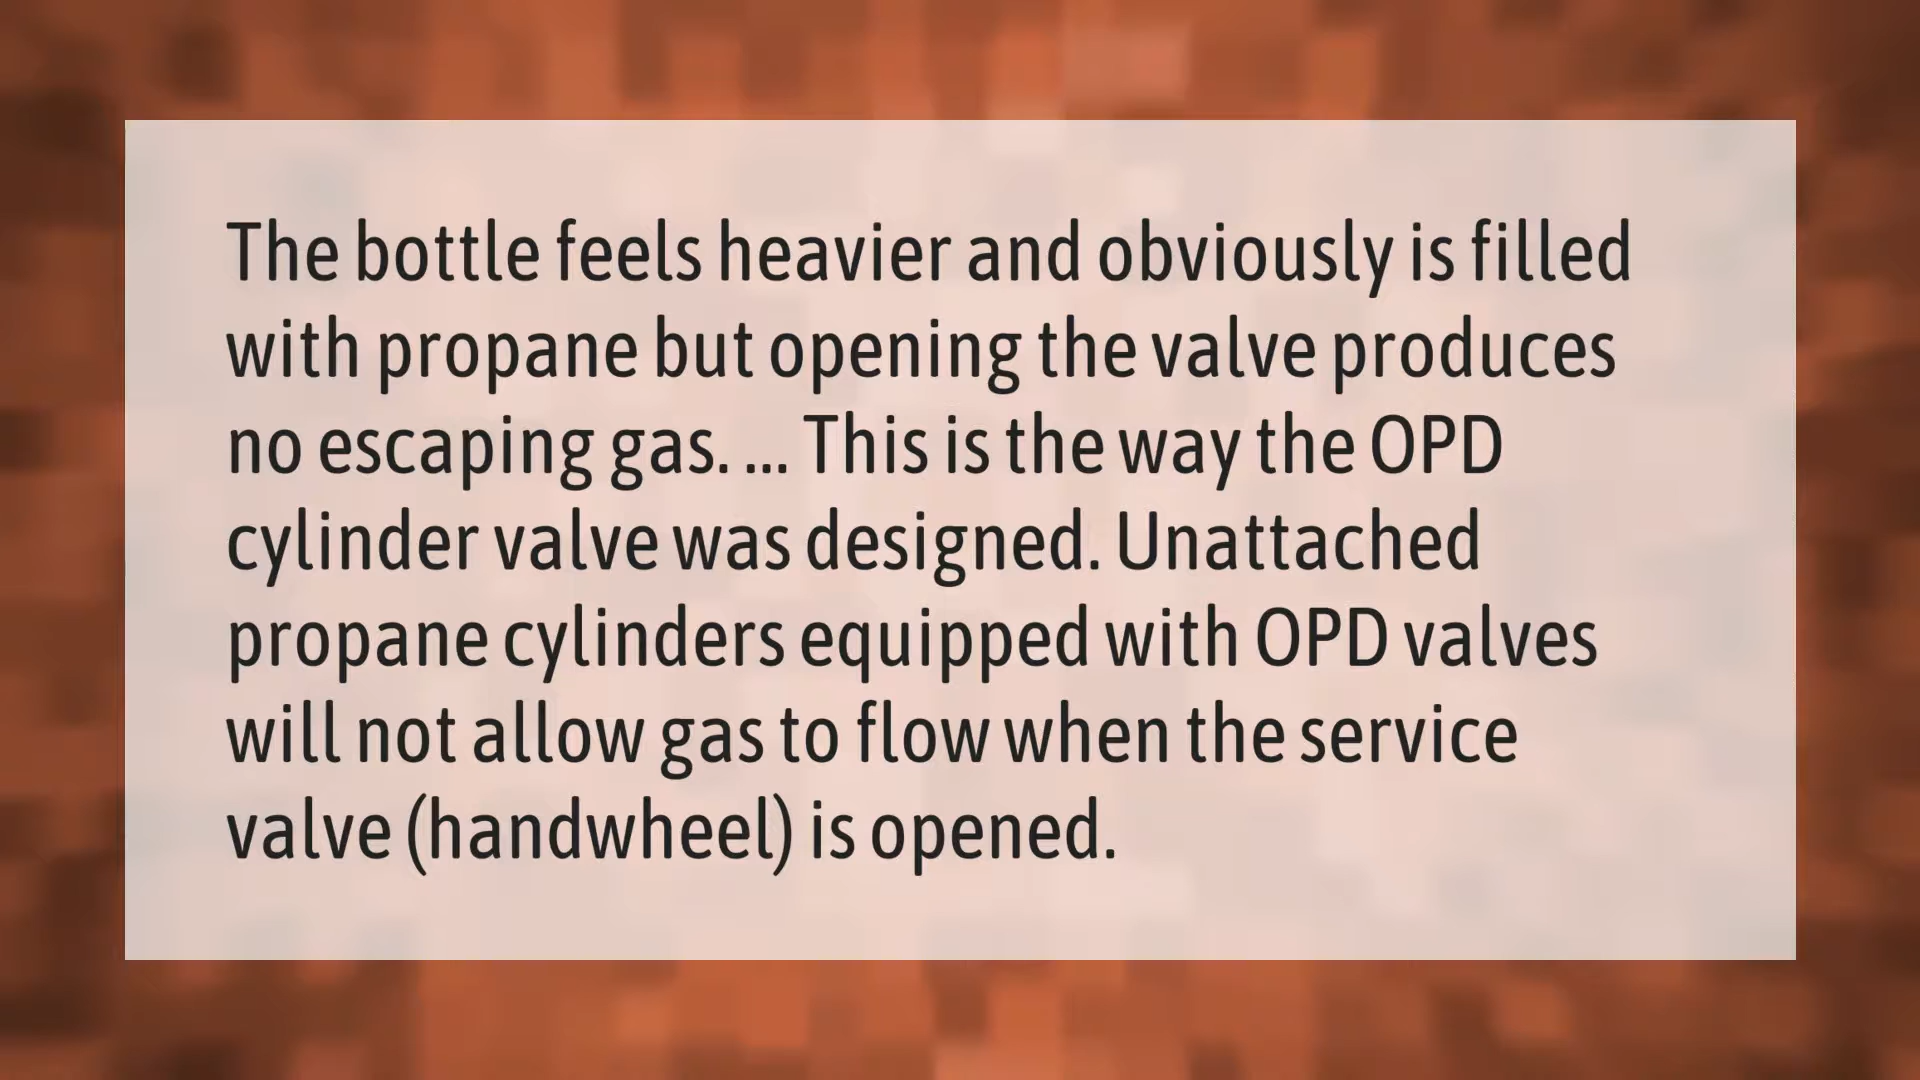 The bottle feels heavier and obviously is filled
with propane but opening the valve produces
no escaping gas. ... This is the way the OPD
cylinder valve was designed. Unattached
propane cylinders equipped with OPD valves
will not allow gas to flow when the service
valve (handwheel) is opened.